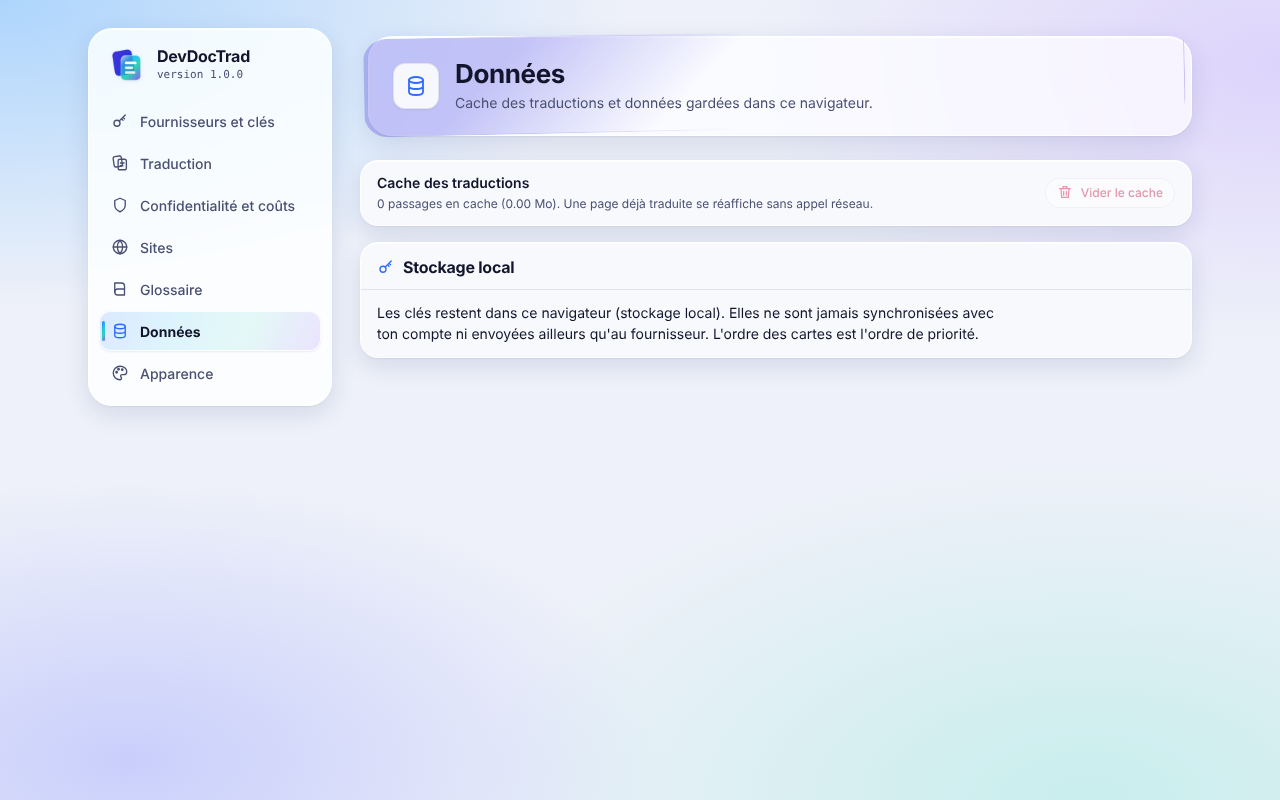 DevDocTrad
version 1.0.0
Fournisseurs et clés
Traduction
Confidentialité et coûts
Sites
Glossaire
Données
Apparence
Données
Cache des traductions et données gardées dans ce navigateur.
Cache des traductions
0 passages en cache (0.00 Mo). Une page déjà traduite se réaffiche sans appel réseau.
Vider le cache
Stockage local
Les clés restent dans ce navigateur (stockage local). Elles ne sont jamais synchronisées avec
ton compte ni envoyées ailleurs qu'au fournisseur. L'ordre des cartes est l'ordre de priorité.